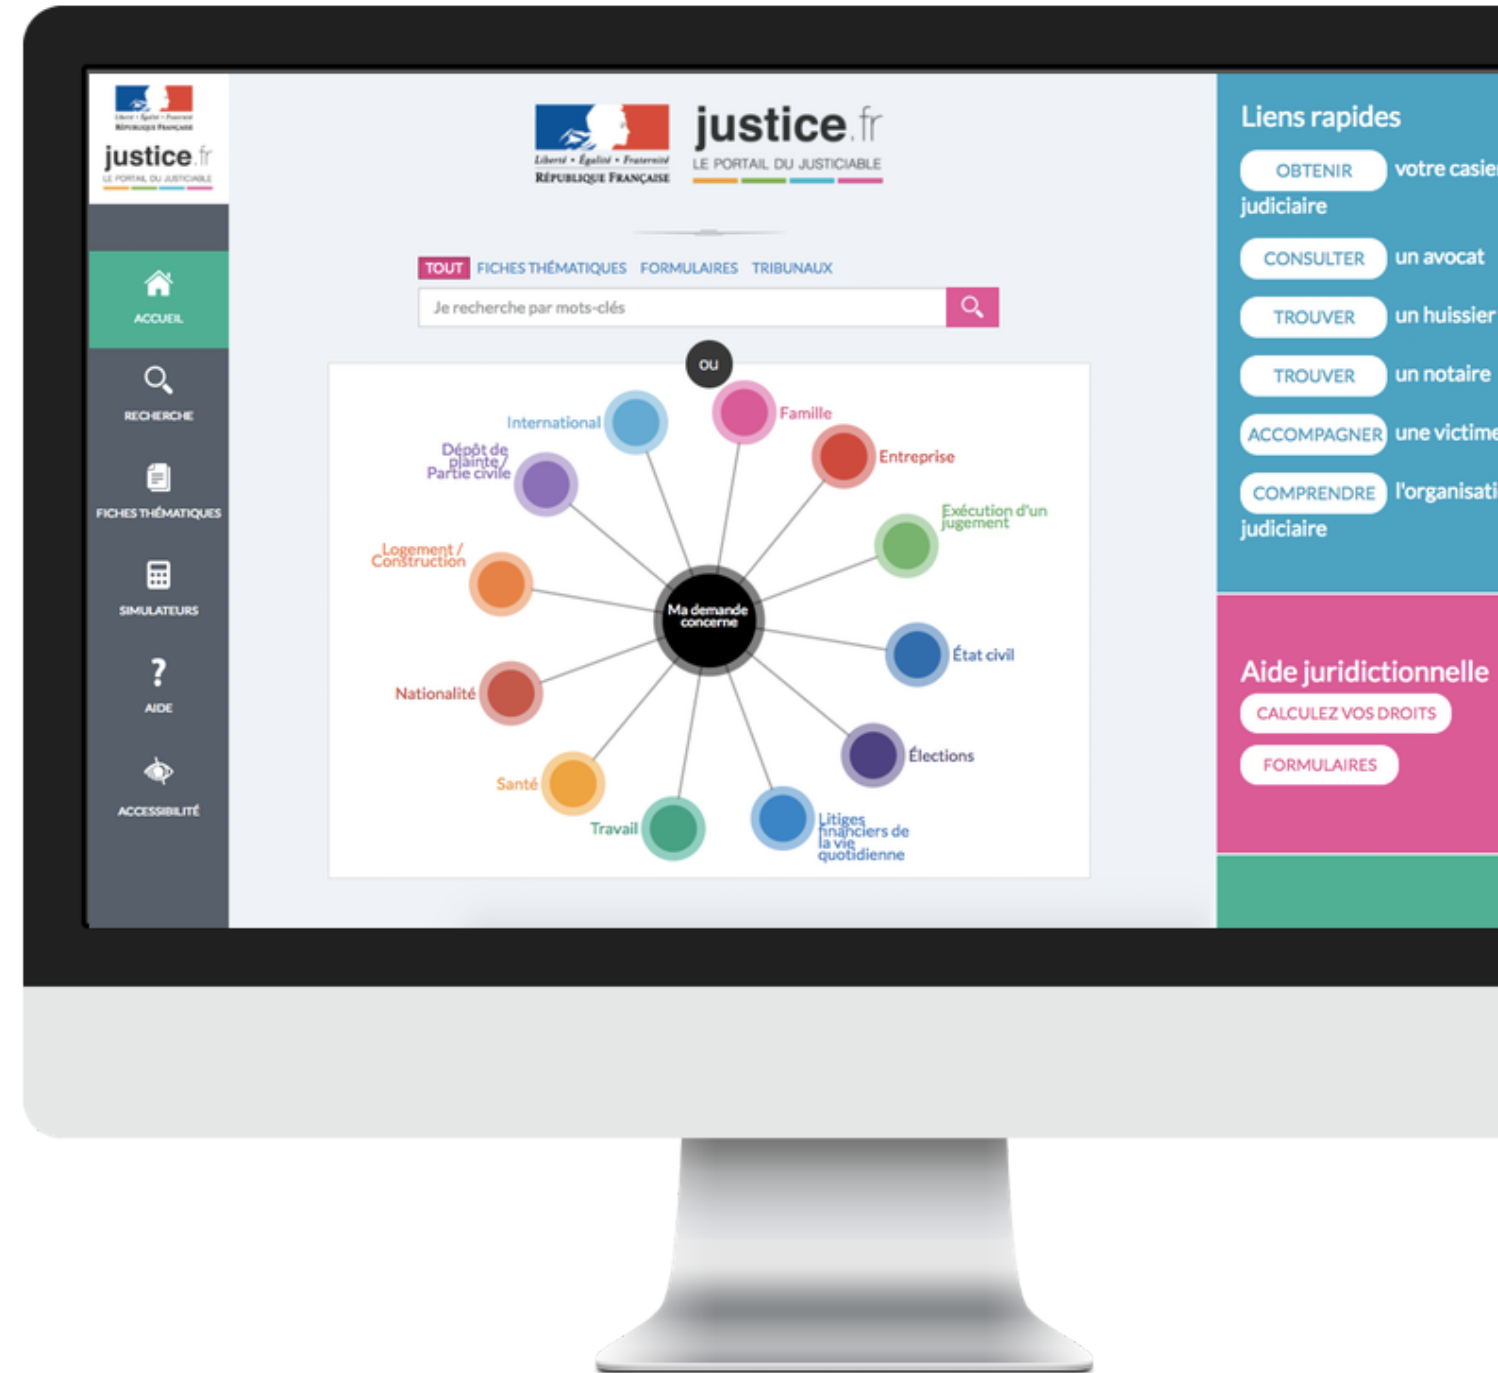 Liberté • Égalité • Fraternité
RÉPUBLIQUE FRANÇAISE
justice.fr
LE PORTAIL DU JUSTICIABLE
ACCUEIL
RECHERCHE
FICHES THÉMATIQUES
SIMULATEURS
?
AIDE
ACCESSIBILITÉ
Liberté • Égalité • Fraternité
RÉPUBLIQUE FRANÇAISE
justice.fr
LE PORTAIL DU JUSTICIABLE
TOUT FICHES THÉMATIQUES FORMULAIRES TRIBUNAUX
Je recherche par mots-clés
ou
International
Famille
Dépôt de
plainte /
Partie civile
Entreprise
Exécution d'un
jugement
Logement /
Construction
Ma demande
concerne
État civil
Nationalité
Élections
Santé
Travail
Litiges
financiers de
la vie
quotidienne
Liens rapides
OBTENIR votre casier
judiciaire
CONSULTER un avocat
TROUVER un huissier
TROUVER un notaire
ACCOMPAGNER une victime
COMPRENDRE l'organisati
judiciaire
Aide juridictionnelle
CALCULEZ VOS DROITS
FORMULAIRES